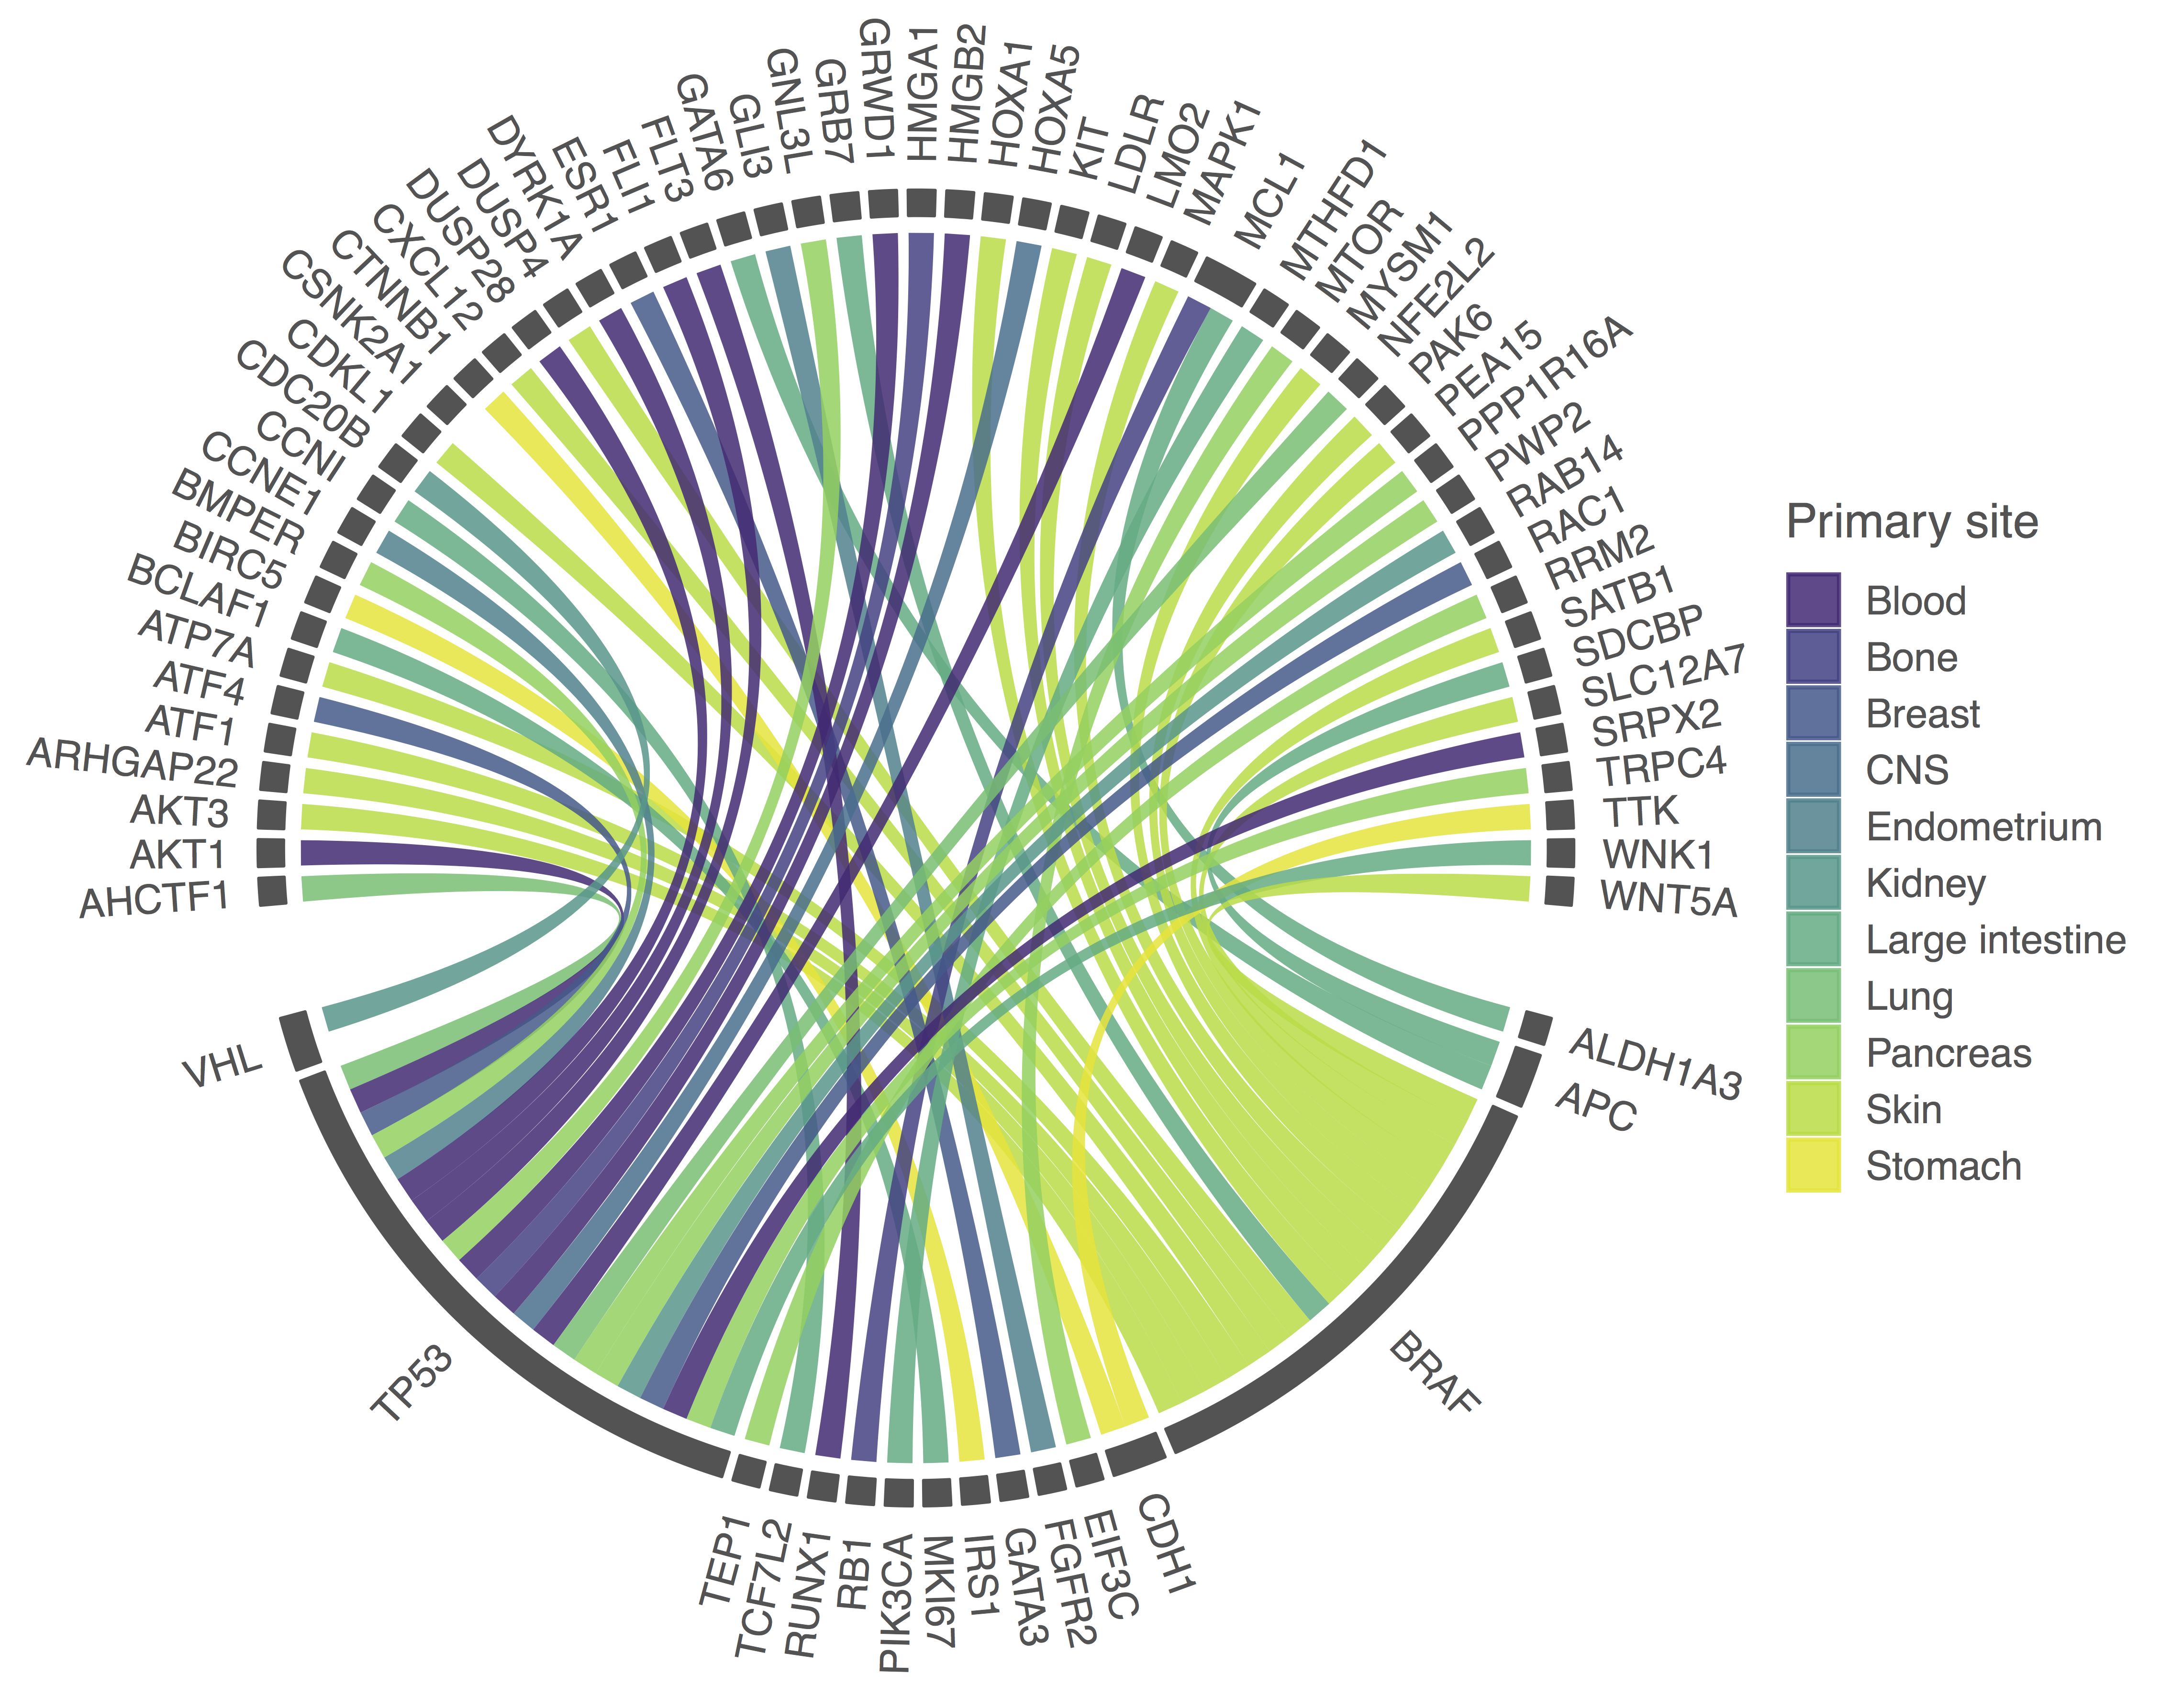 AHCTF1
AKT1
AKT3
ARHGAP22
ATF1
ATF4
ATP7A
BCLAF1
BIRC5
BMPER
CCNE1
CCNI
CDC20B
CDKL1
CSNK2A1
CTNNB1
CXCL12
DUSP28
DUSP4
DYRK1A
ESR1
FLI1
FLT3
GATA6
GLI3
GNL3L
GRB7
GRWD1
HMGA1
HMGB2
HOXA1
HOXA5
KIT
LDLR
LMO2
MAPK1
MCL1
MTHFD1
MTOR
MYSM1
NFE2L2
PAK6
PEA15
PPP1R16A
PWP2
RAB14
RAC1
RRM2
SATB1
SDCBP
SLC12A7
SRPX2
TRPC4
TTK
WNK1
WNT5A
ALDH1A3
APC
BRAF
CDH1
EIF3C
FGFR2
GATA3
IRS1
MKI67
PIK3CA
RB1
RUNX1
TCF7L2
TEP1
TP53
VHL
Primary site
Blood
Bone
Breast
CNS
Endometrium
Kidney
Large intestine
Lung
Pancreas
Skin
Stomach